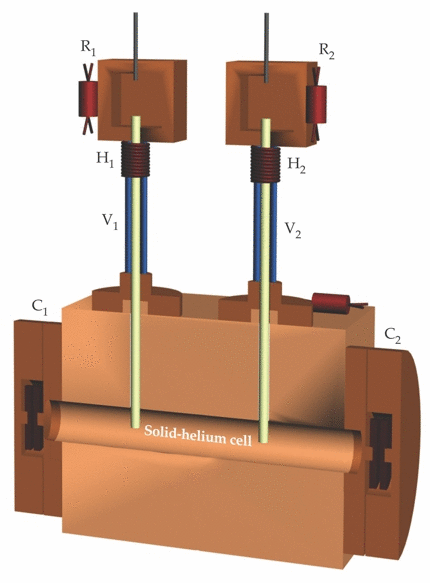 R1
R2
H1
H2
V1
V2
C1
C2
Solid-helium cell